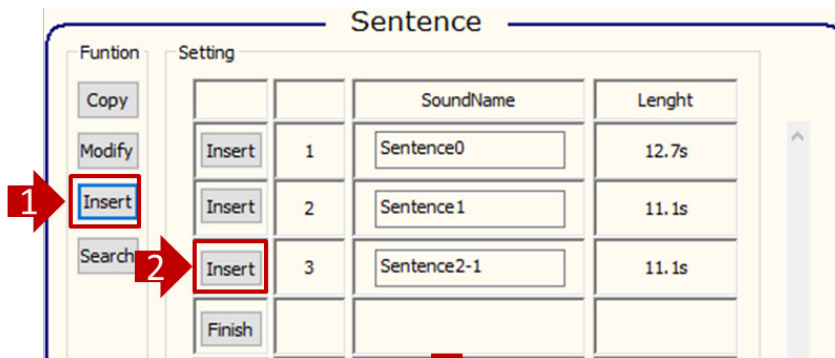 Sentence
Funtion Setting
Copy SoundName Lenght
Modify Insert 1 Sentence0 12.7s
1 Insert Insert 2 Sentence1 11.1s
Search 2 Insert 3 Sentence2-1 11.1s
Finish